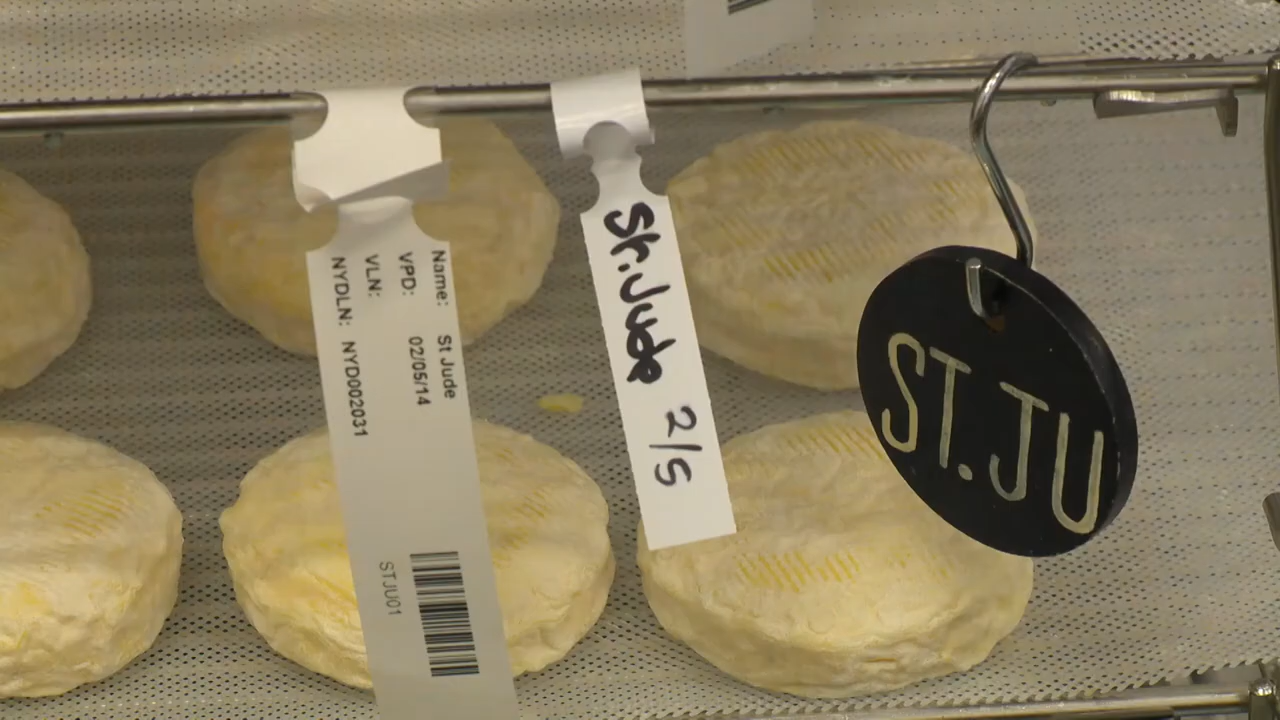 Name: St Jude
VPD: 02/05/14
VLN:
NYDLN: NYD002031
STJU01
St. Jude 2/5
ST.JU